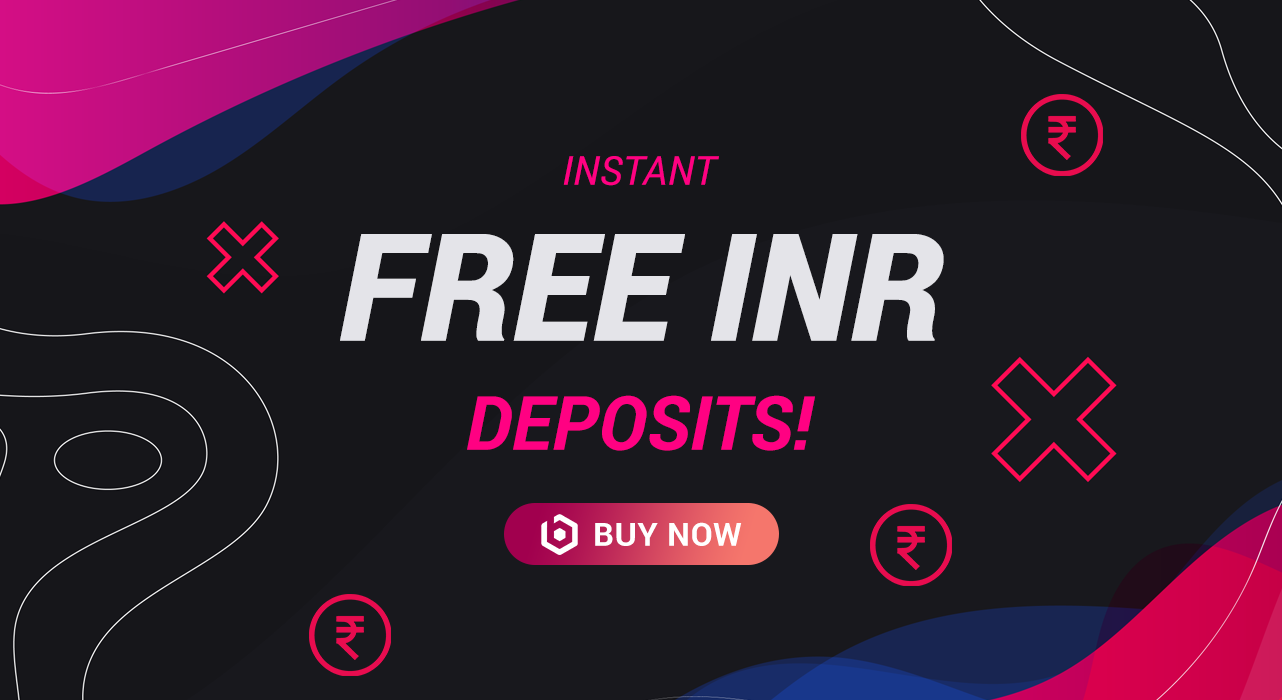 INSTANT
FREE INR
DEPOSITS!
BUY NOW
₹
₹
₹